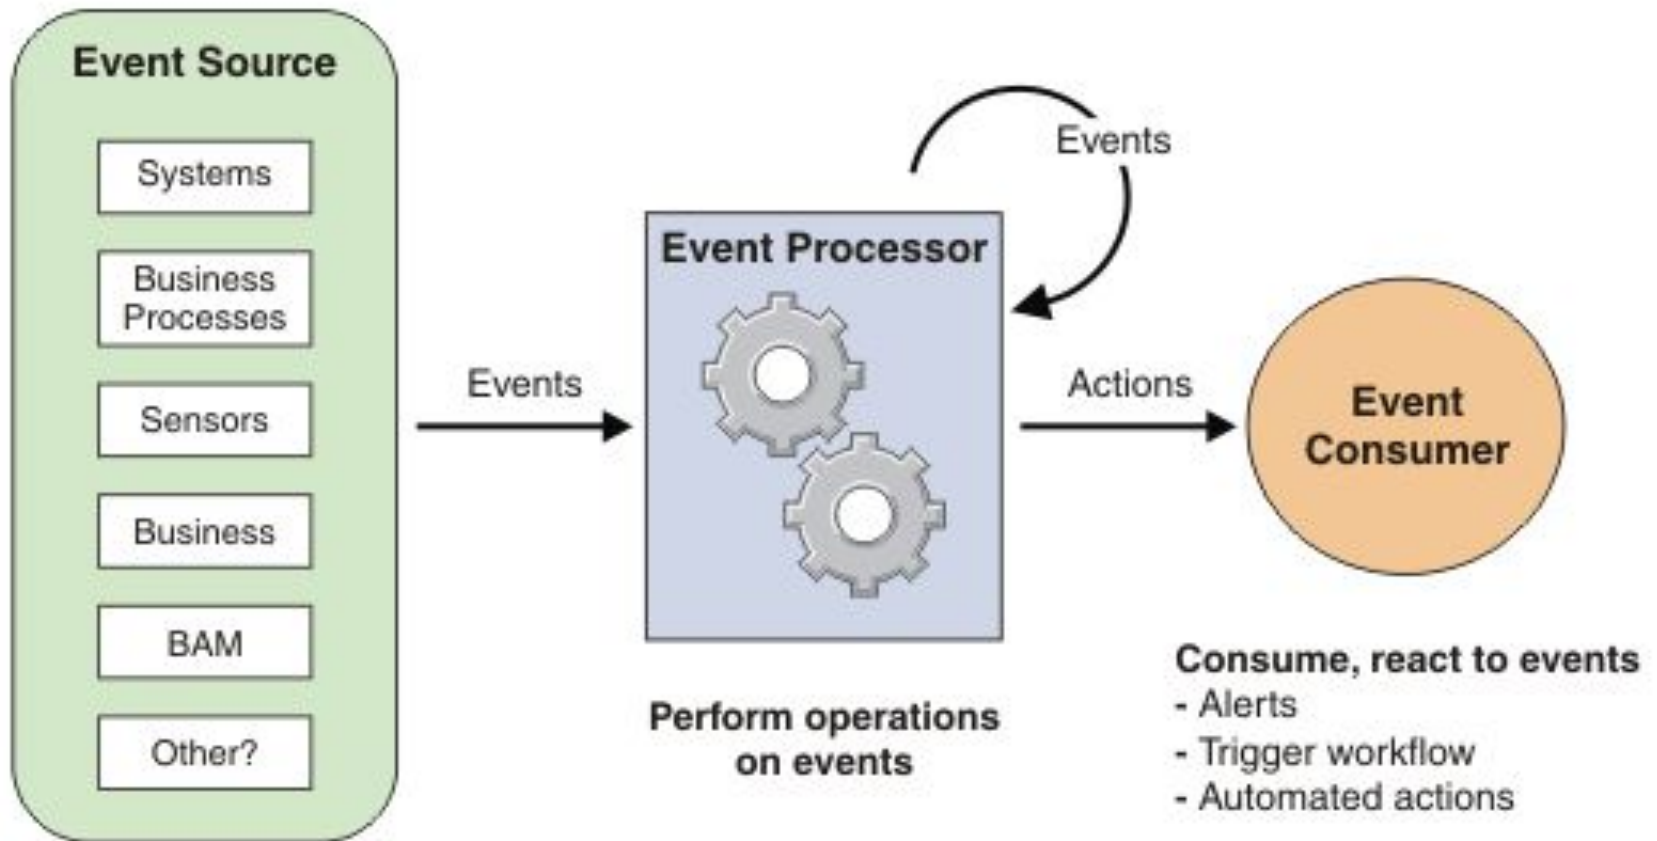 Event Source
Systems
Business
Processes
Sensors
Business
BAM
Other?
Events
Event Processor
Events
Perform operations
on events
Actions
Event
Consumer
Consume, react to events
- Alerts
- Trigger workflow
- Automated actions